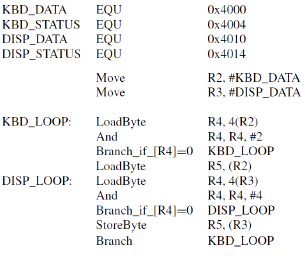 KBD_DATA EQU 0x4000
KBD_STATUS EQU 0x4004
DISP_DATA EQU 0x4010
DISP_STATUS EQU 0x4014
Move R2, #KBD_DATA
Move R3, #DISP_DATA
KBD_LOOP: LoadByte R4, 4(R2)
And R4, R4, #2
Branch_if_[R4]=0 KBD_LOOP
LoadByte R5, (R2)
DISP_LOOP: LoadByte R4, 4(R3)
And R4, R4, #4
Branch_if_[R4]=0 DISP_LOOP
StoreByte R5, (R3)
Branch KBD_LOOP